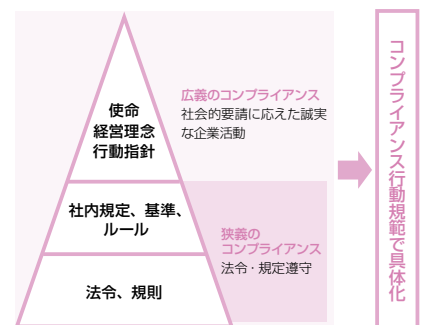 使命
経営理念
行動指針
社内規定、基準、
ルール
法令、規則
広義のコンプライアンス
社会的要請に応えた誠実
な企業活動
狭義の
コンプライアンス
法令・規定遵守
コンプライアンス行動規範で具体化